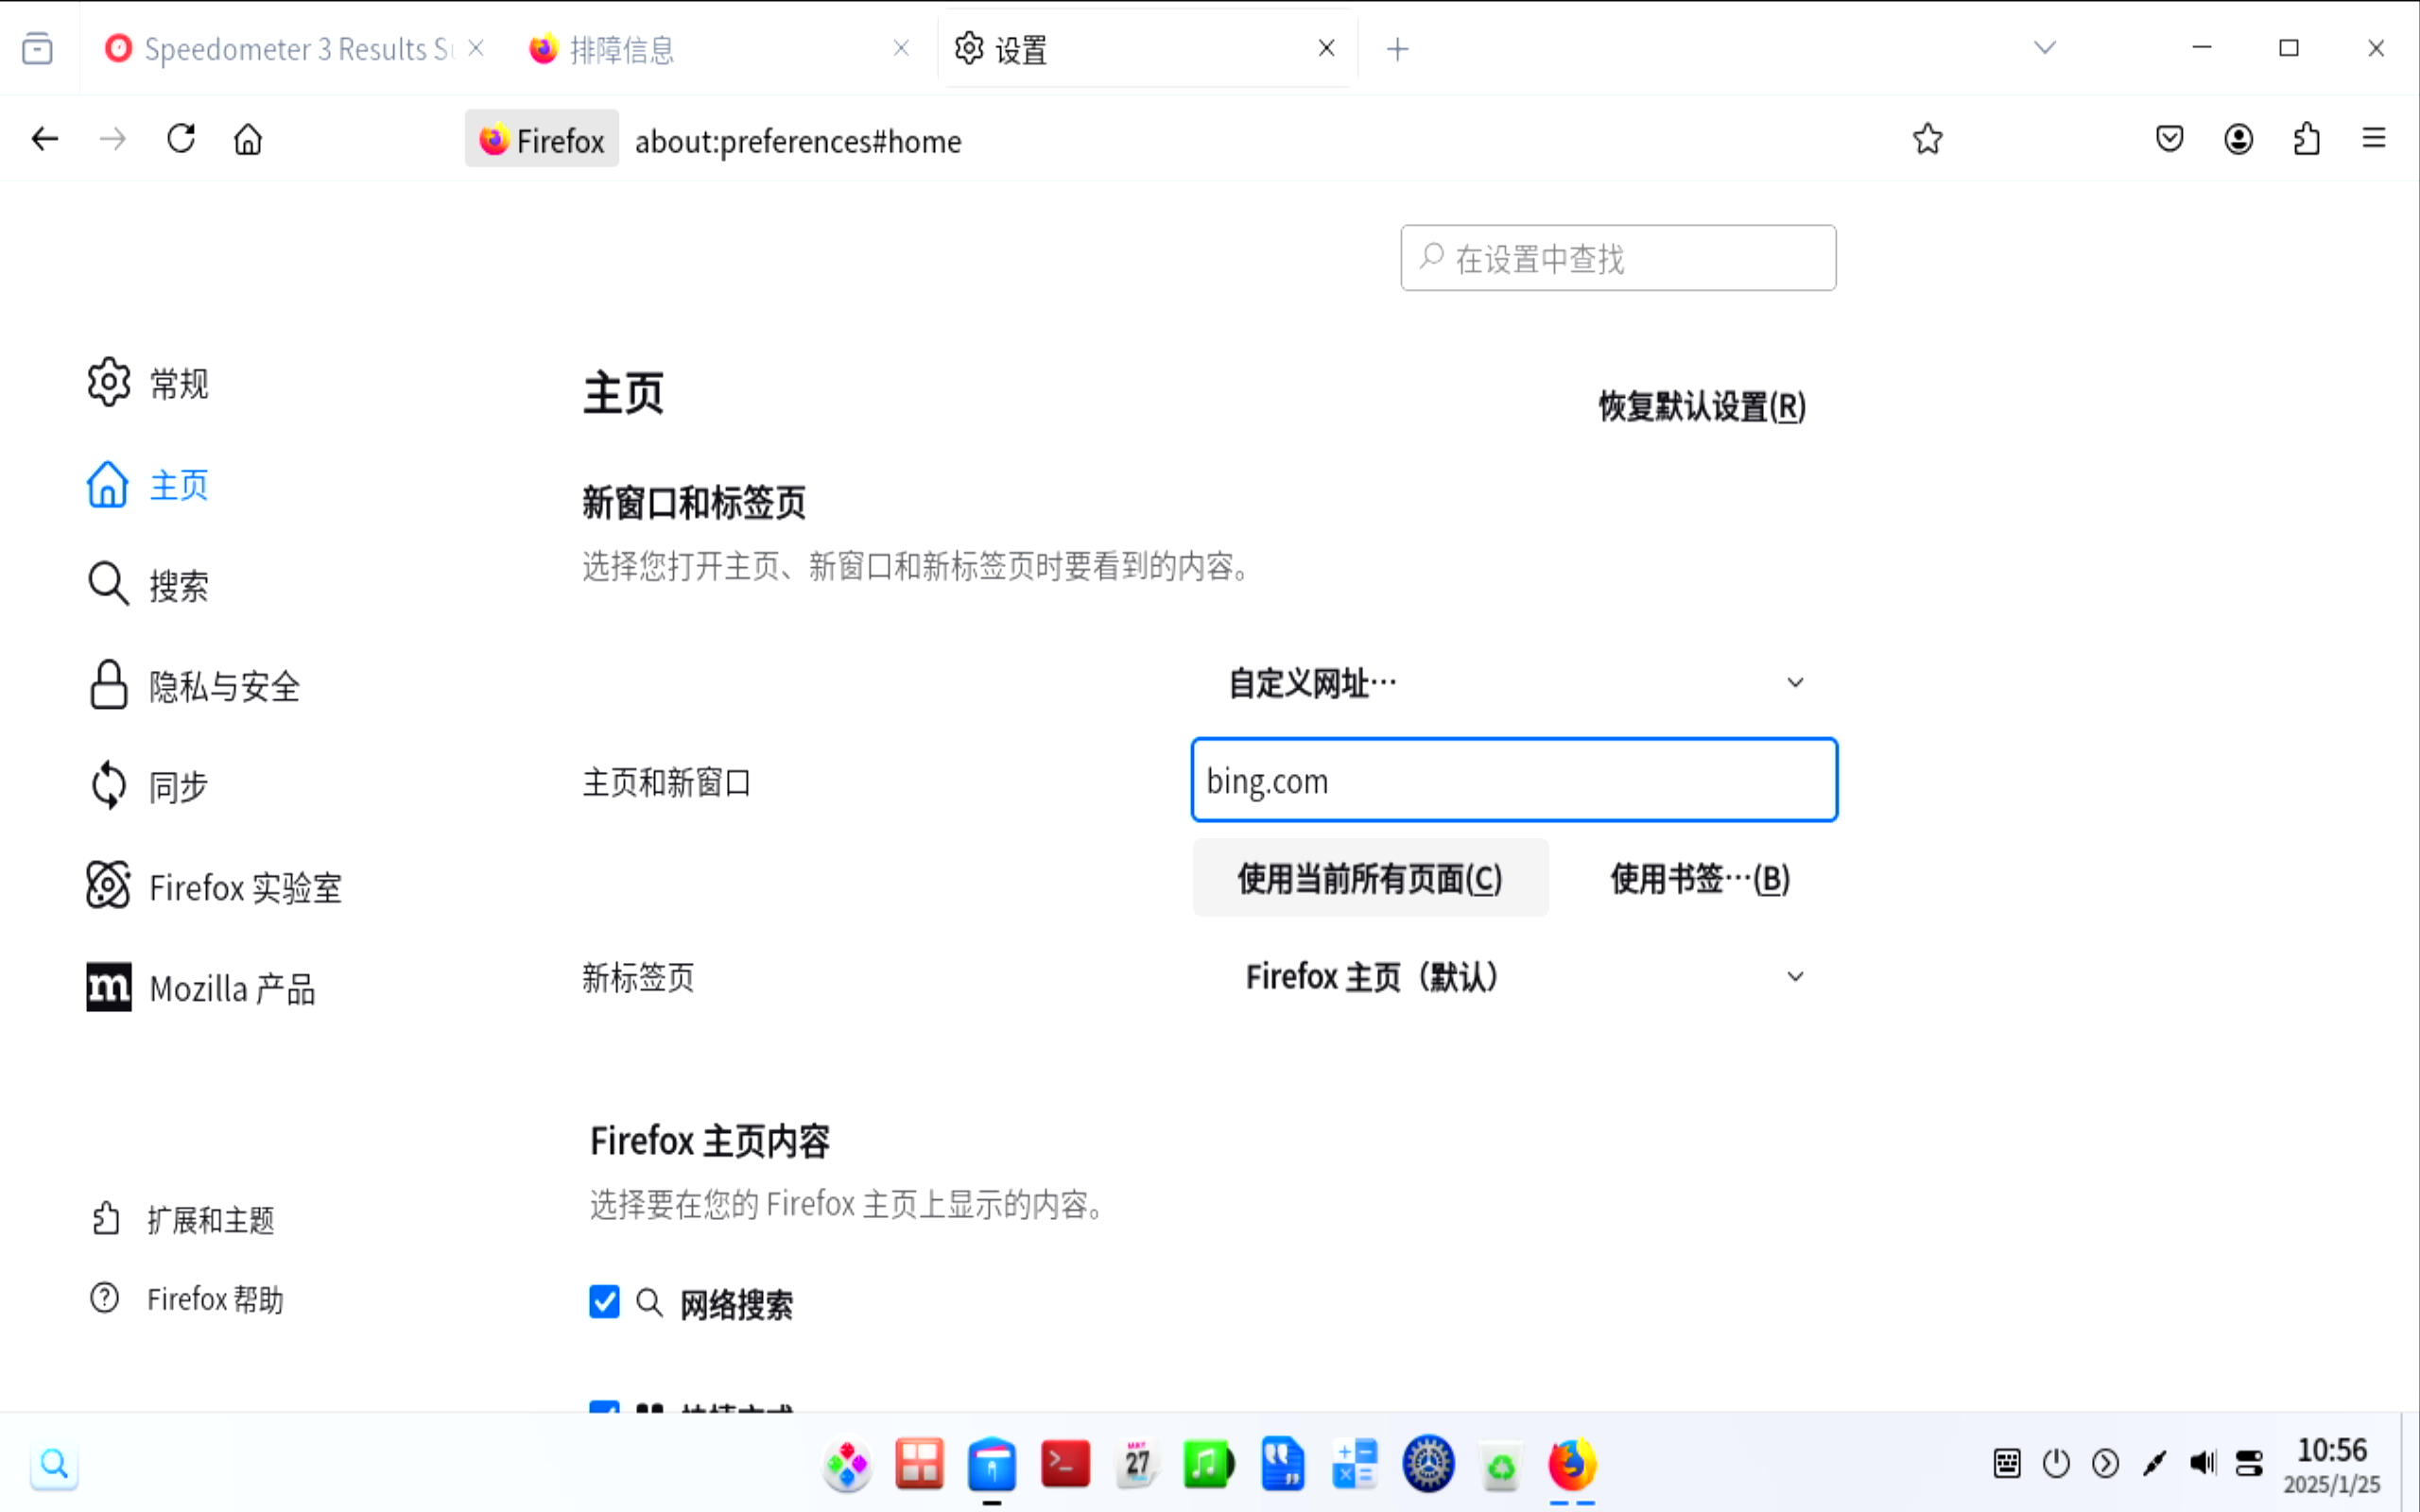 Speedometer 3 Results
排障信息
设置
Firefox
about:preferences#home
在设置中查找
常规
主页
搜索
隐私与安全
同步
Firefox 实验室
Mozilla 产品
扩展和主题
Firefox 帮助
主页
恢复默认设置(R)
新窗口和标签页
选择您打开主页、新窗口和新标签页时要看到的内容。
自定义网址…
主页和新窗口
bing.com
使用当前所有页面(C)
使用书签…(B)
新标签页
Firefox 主页（默认）
Firefox 主页内容
选择要在您的 Firefox 主页上显示的内容。
网络搜索
27
10:56
2025/1/25